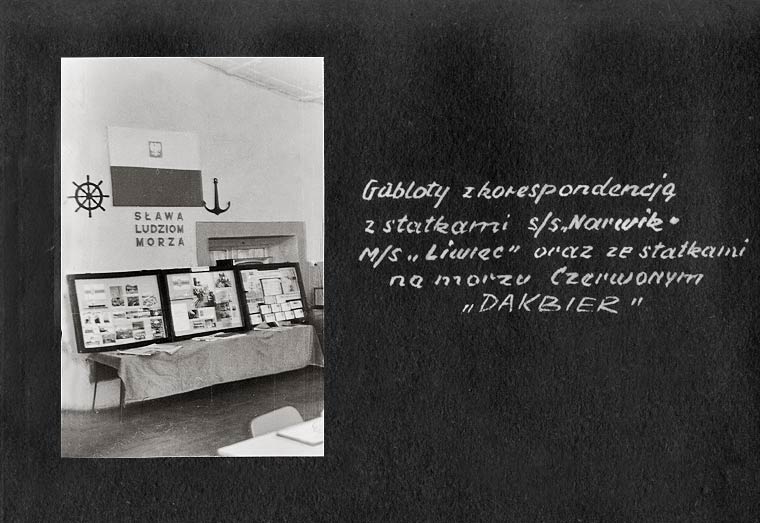 SŁAWA
LUDZIOM
MORZA
Gabloty z korespondencją
z statkami s/s „Narwik"
M/s „Liwiec" oraz ze statkami
na morzu Czerwonym
„DAKBIER"